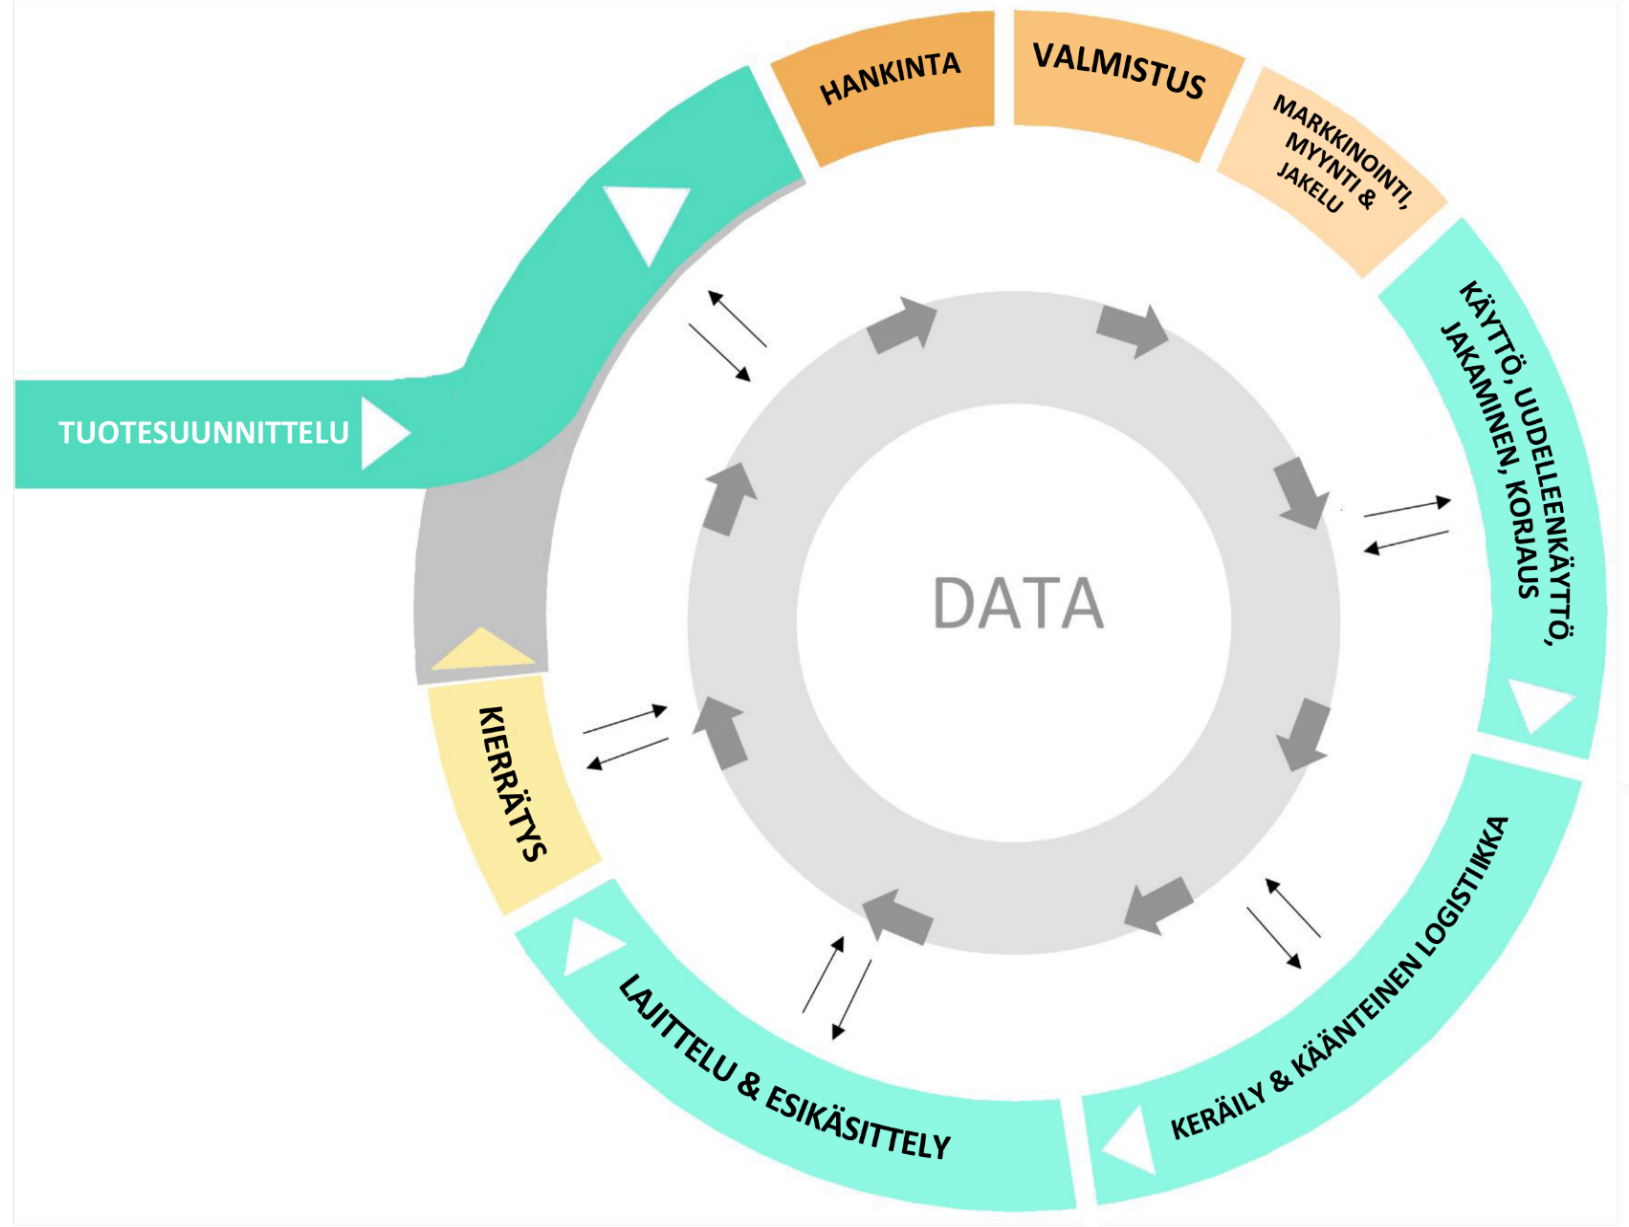 TUOTESUUNNITTELU
HANKINTA
VALMISTUS
MARKKINOINTI,
MYYNTI &
JAKELU
KÄYTTÖ, UUDELLEENKÄYTTÖ,
JAKAMINEN, KORJAUS
KERÄILY & KÄÄNTEINEN LOGISTIIKKA
LAJITTELU & ESIKÄSITTELY
KIERRÄTYS
DATA